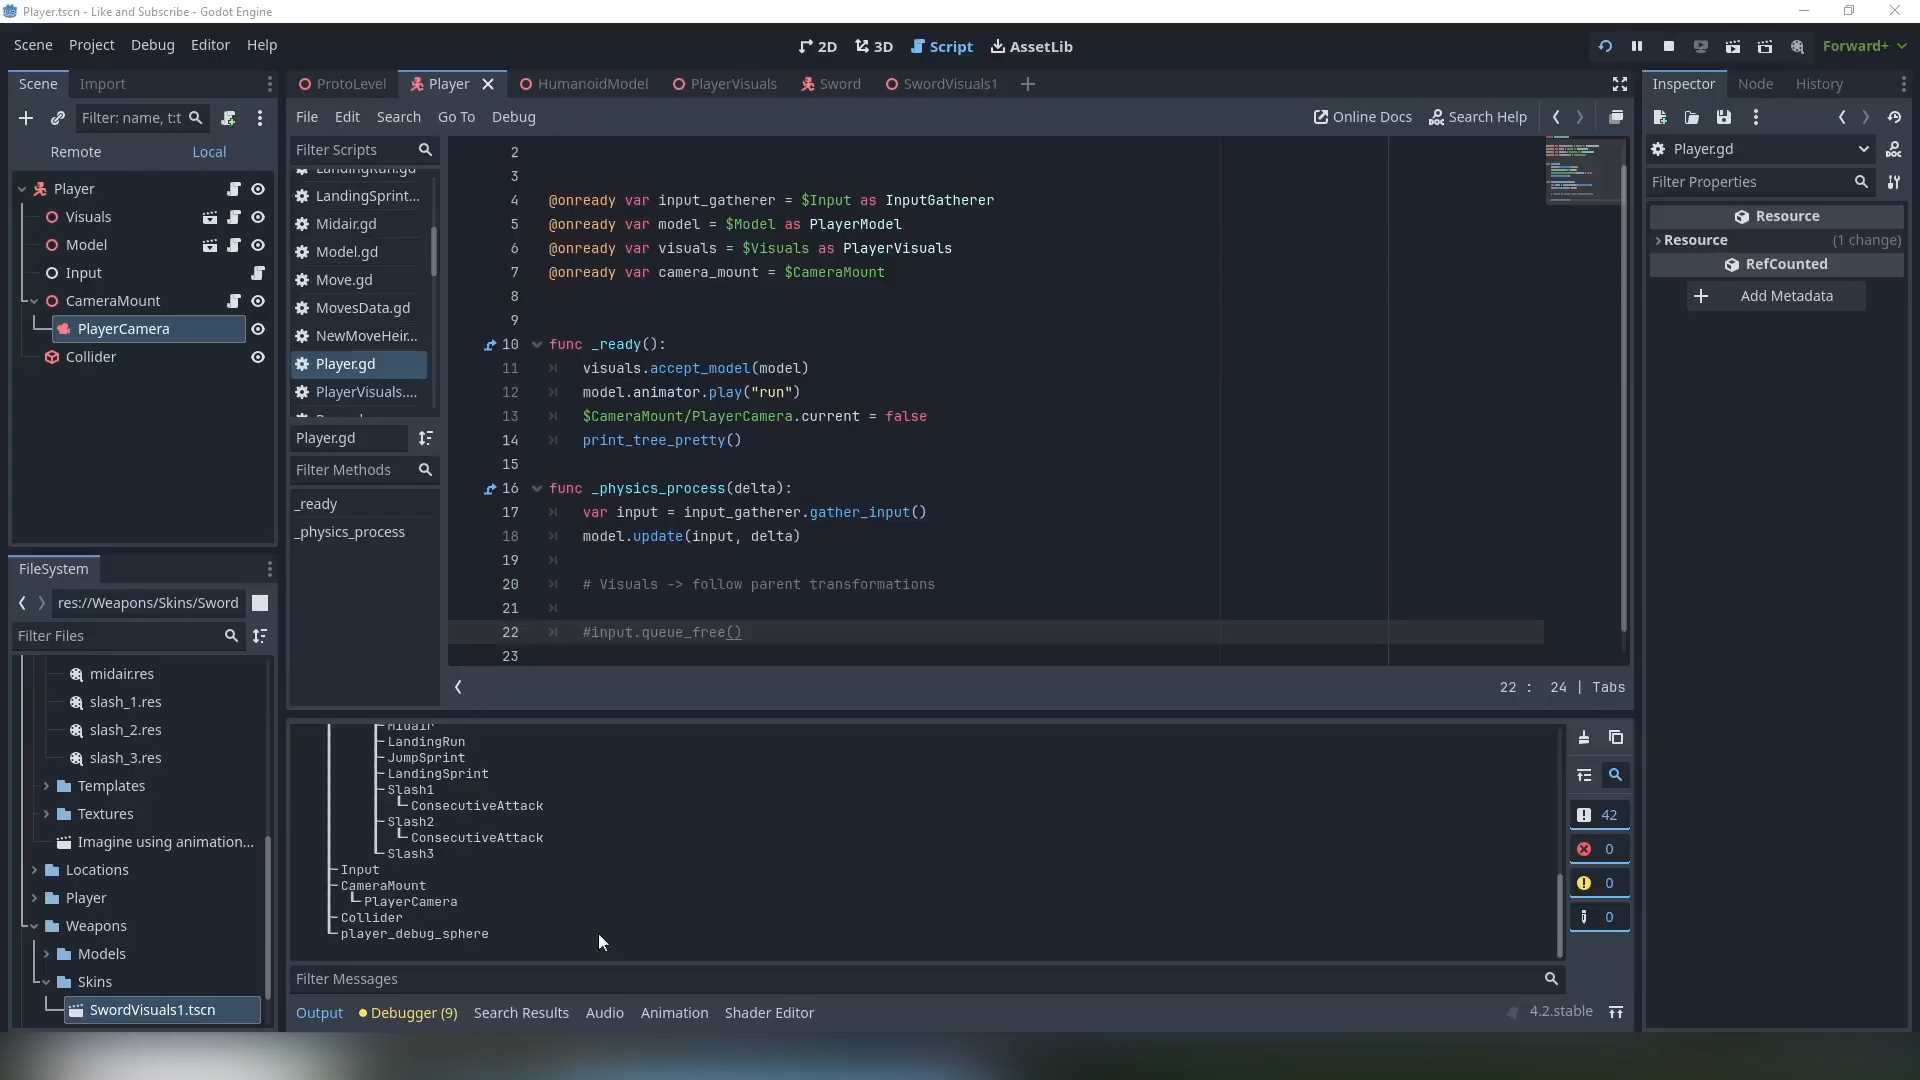 Player.tscn - Like and Subscribe - Godot Engine
Scene Project Debug Editor Help
2D 3D Script AssetLib
Forward+
Scene Import
Filter: name, t:t
Remote Local
Player
Visuals
Model
Input
CameraMount
PlayerCamera
Collider
FileSystem
res://Weapons/Skins/Sword
Filter Files
midair.res
slash_1.res
slash_2.res
slash_3.res
Templates
Textures
Imagine using animation...
Locations
Player
Weapons
Models
Skins
SwordVisuals1.tscn
ProtoLevel Player HumanoidModel PlayerVisuals Sword SwordVisuals1
File Edit Search Go To Debug
Online Docs Search Help
Filter Scripts
LandingRun.gd
LandingSprint...
Midair.gd
Model.gd
Move.gd
MovesData.gd
NewMoveHeir...
Player.gd
PlayerVisuals....
Player.gd
Filter Methods
_ready
_physics_process
2
3
4 @onready var input_gatherer = $Input as InputGatherer
5 @onready var model = $Model as PlayerModel
6 @onready var visuals = $Visuals as PlayerVisuals
7 @onready var camera_mount = $CameraMount
8
9
10 func _ready():
11 visuals.accept_model(model)
12 model.animator.play("run")
13 $CameraMount/PlayerCamera.current = false
14 print_tree_pretty()
15
16 func _physics_process(delta):
17 var input = input_gatherer.gather_input()
18 model.update(input, delta)
19
20 # Visuals -> follow parent transformations
21
22 #input.queue_free()
23
22 : 24 | Tabs
Midair
LandingRun
JumpSprint
LandingSprint
Slash1
ConsecutiveAttack
Slash2
ConsecutiveAttack
Slash3
Input
CameraMount
PlayerCamera
Collider
player_debug_sphere
42
0
0
0
Filter Messages
Output Debugger (9) Search Results Audio Animation Shader Editor
4.2.stable
Inspector Node History
Player.gd
Filter Properties
Resource
Resource (1 change)
RefCounted
Add Metadata